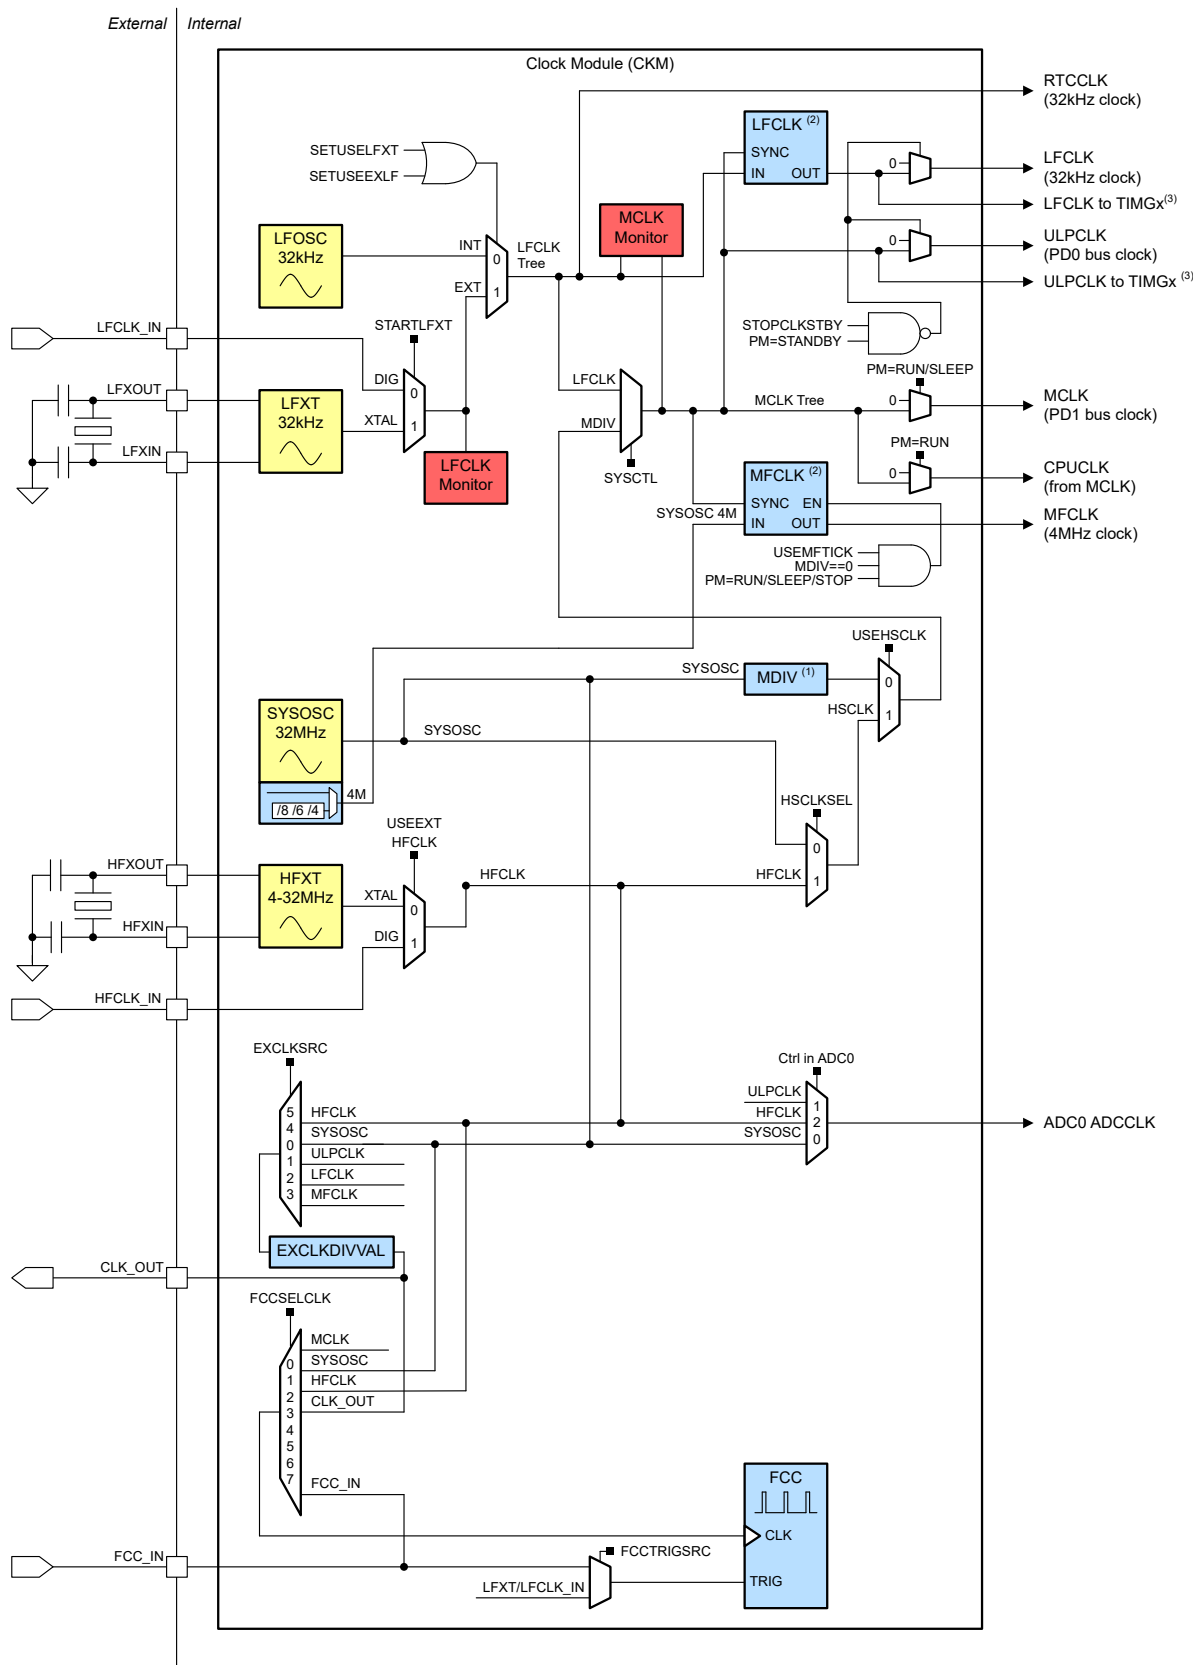 External
Internal
Clock Module (CKM)
RTCCLK
(32kHz clock)
LFCLK (2)
SYNC
IN
OUT
SETUSELFXT
SETUSEEXLF
0
LFCLK
(32kHz clock)
LFCLK to TIMGx(3)
MCLK
Monitor
LFOSC
32kHz
INT
0
LFCLK
Tree
EXT
1
0
ULPCLK
(PD0 bus clock)
ULPCLK to TIMGx (3)
LFCLK_IN
STARTLFXT
STOPCLKSTBY
PM=STANDBY
LFXOUT
LFXT
32kHz
DIG
0
XTAL
1
LFCLK
MDIV
PM=RUN/SLEEP
MCLK Tree
0
MCLK
(PD1 bus clock)
LFXIN
LFCLK
Monitor
SYSCTL
PM=RUN
0
CPUCLK
(from MCLK)
MFCLK (2)
SYNC
EN
SYSOSC 4M
IN
OUT
MFCLK
(4MHz clock)
USEMFTICK
MDIV==0
PM=RUN/SLEEP/STOP
USEHSCLK
SYSOSC
MDIV (1)
0
HSCLK
1
SYSOSC
32MHz
SYSOSC
4M
/8 /6 /4
HSCLKSEL
0
HFCLK
1
USEEXT
HFCLK
HFXOUT
HFXT
4-32MHz
XTAL
0
DIG
1
HFCLK
HFXIN
HFCLK_IN
EXCLKSRC
Ctrl in ADC0
5
HFCLK
4
SYSOSC
0
ULPCLK
1
LFCLK
2
MFCLK
3
ULPCLK
1
HFCLK
2
SYSOSC
0
ADC0 ADCCLK
EXCLKDIVVAL
CLK_OUT
FCCSELCLK
MCLK
0
SYSOSC
1
HFCLK
2
CLK_OUT
3
4
5
6
7
FCC_IN
FCC
CLK
TRIG
FCC_IN
FCCTRIGSRC
LFXT/LFCLK_IN